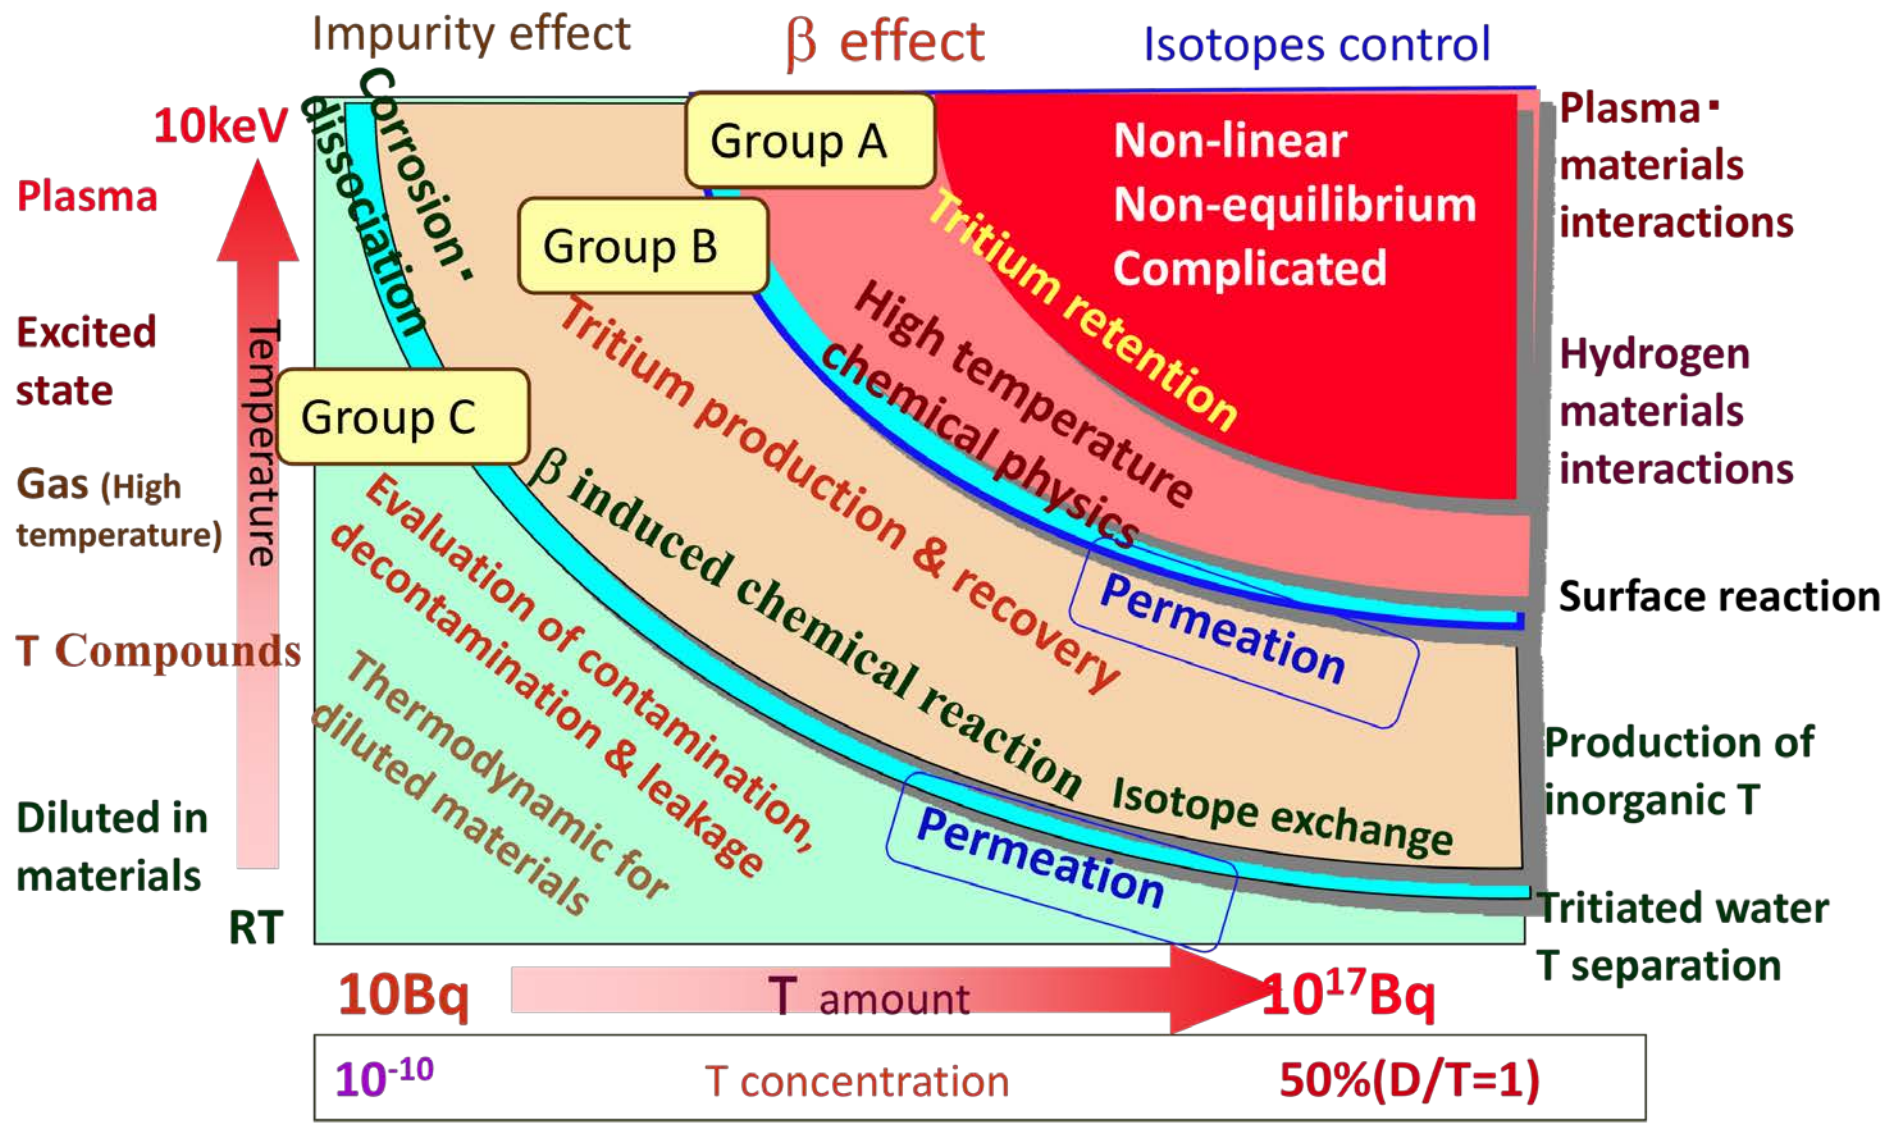 Impurity effect
β effect
Isotopes control
10keV
Plasma
Excited
state
Gas (High
temperature)
T Compounds
Diluted in
materials
RT
Temperature
Corrosion・
dissociation
Group A
Group B
Group C
Non-linear
Non-equilibrium
Complicated
Tritium retention
High temperature
chemical physics
Tritium production & recovery
Permeation
β induced chemical reaction
Isotope exchange
Permeation
Evaluation of contamination,
decontamination & leakage
Thermodynamic for
diluted materials
Plasma・
materials
interactions
Hydrogen
materials
interactions
Surface reaction
Production of
inorganic T
Tritiated water
T separation
10Bq
T amount
10¹⁷Bq
10⁻¹⁰
T concentration
50%(D/T=1)